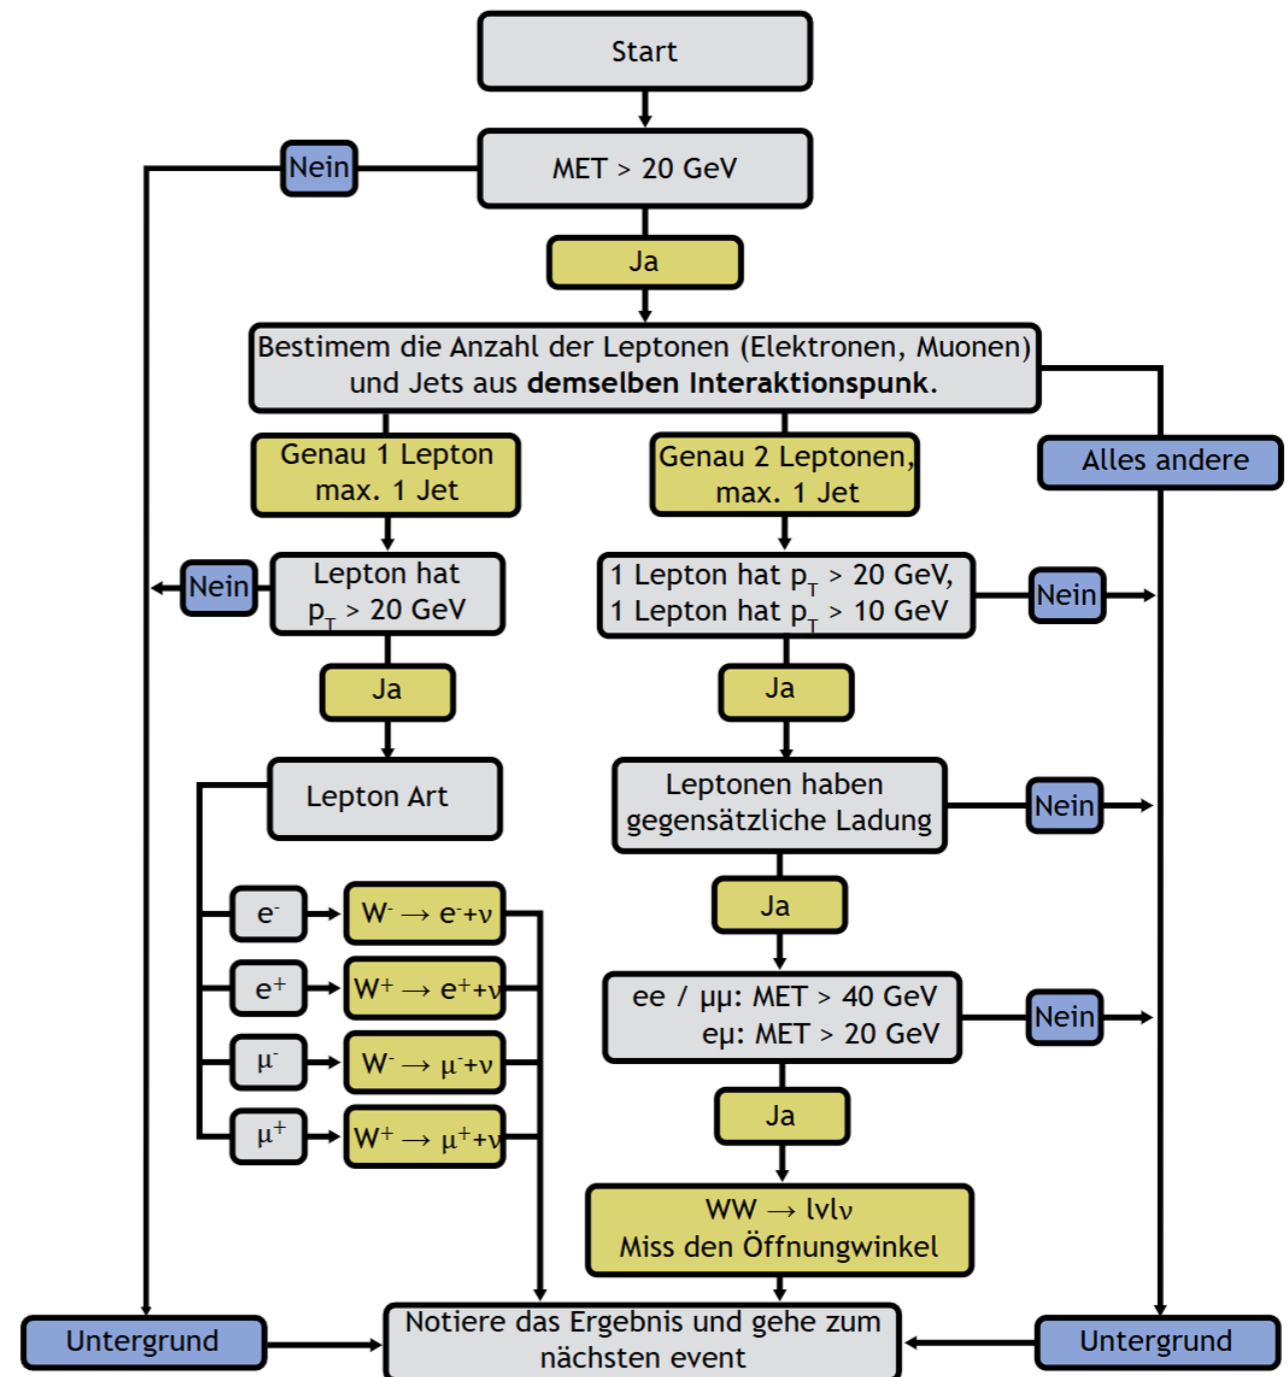 Start
Nein
MET > 20 GeV
Ja
Bestimem die Anzahl der Leptonen (Elektronen, Muonen)
und Jets aus demselben Interaktionspunk.
Genau 1 Lepton
max. 1 Jet
Genau 2 Leptonen,
max. 1 Jet
Alles andere
Nein
Lepton hat
p_T > 20 GeV
1 Lepton hat p_T > 20 GeV,
1 Lepton hat p_T > 10 GeV
Nein
Ja
Ja
Lepton Art
Leptonen haben
gegensätzliche Ladung
Nein
e⁻
W⁻ → e⁻+ν
Ja
e⁺
W⁺ → e⁺+ν
ee / μμ: MET > 40 GeV
eμ: MET > 20 GeV
Nein
μ⁻
W⁻ → μ⁻+ν
μ⁺
W⁺ → μ⁺+ν
Ja
WW → lνlν
Miss den Öffnungwinkel
Untergrund
Notiere das Ergebnis und gehe zum
nächsten event
Untergrund